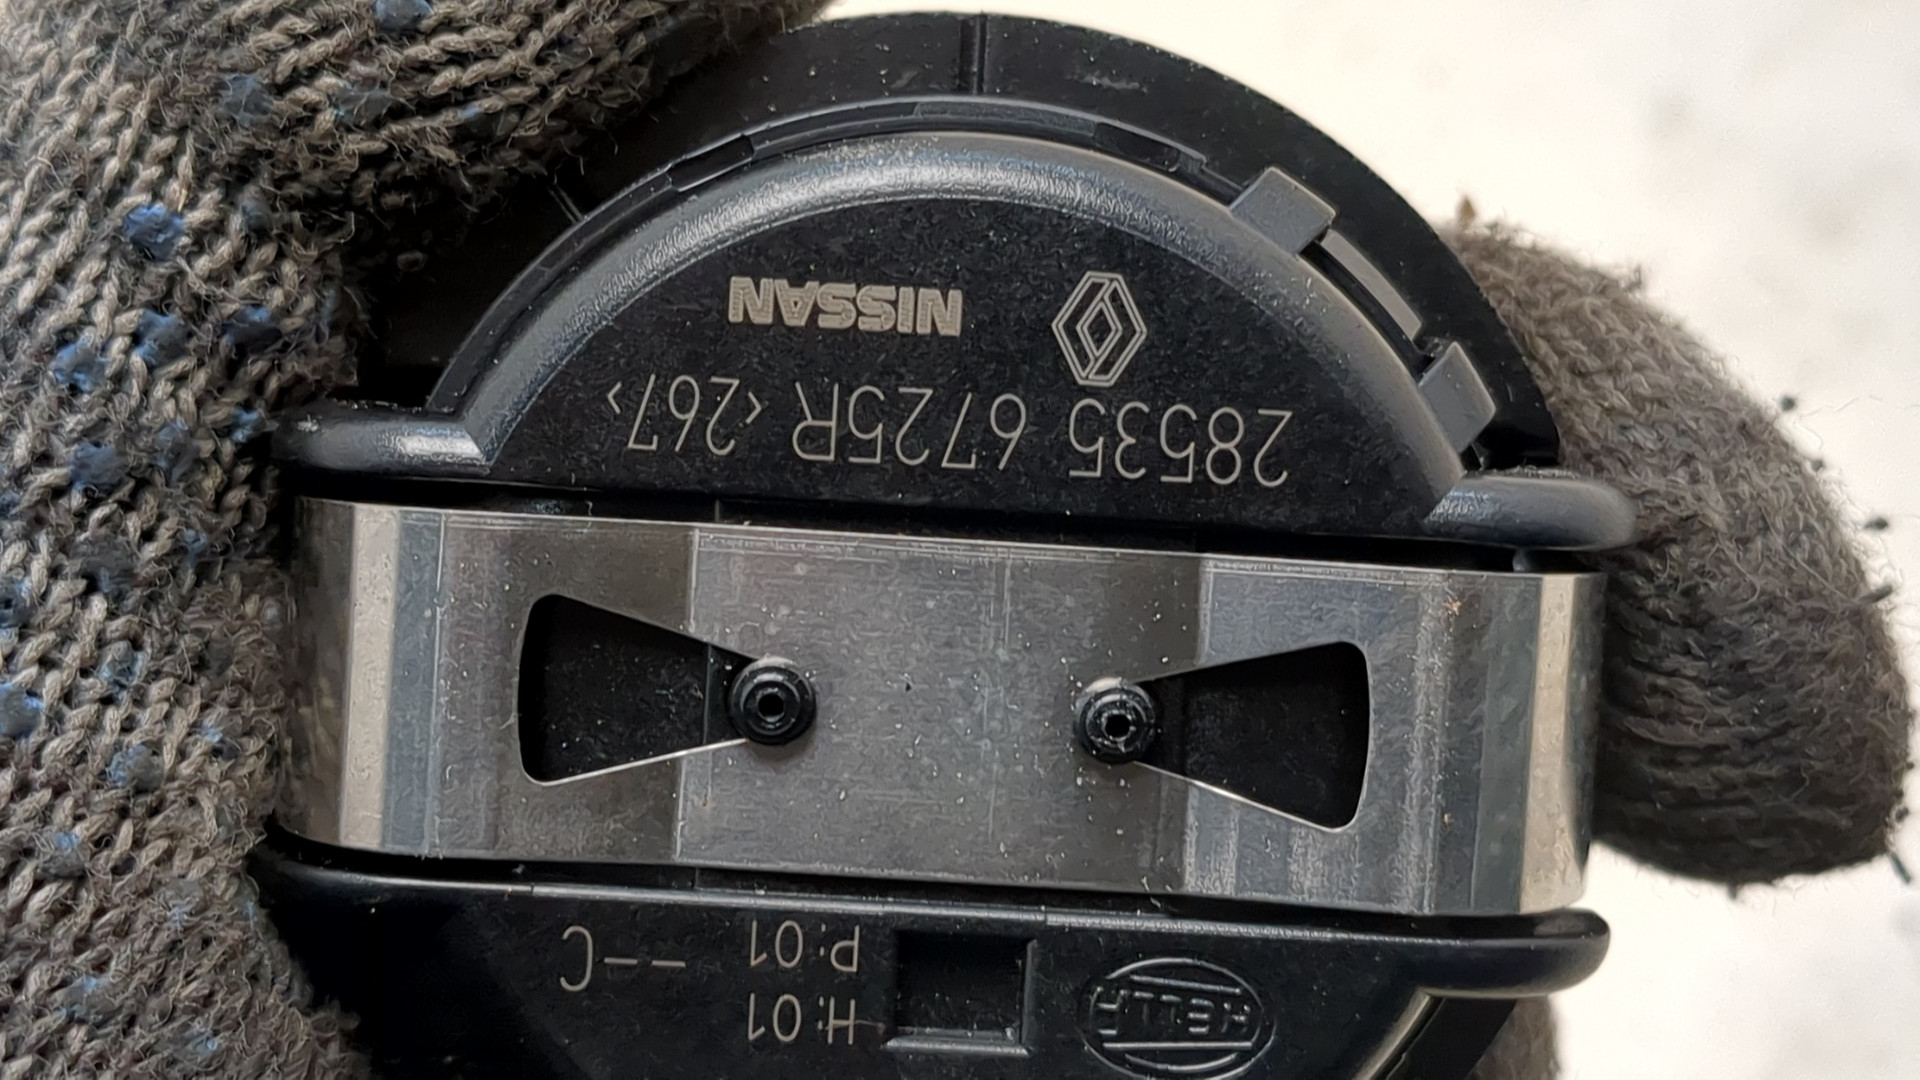 HELLA
H:01
P:01 --C
28535 6725R <267>
NISSAN